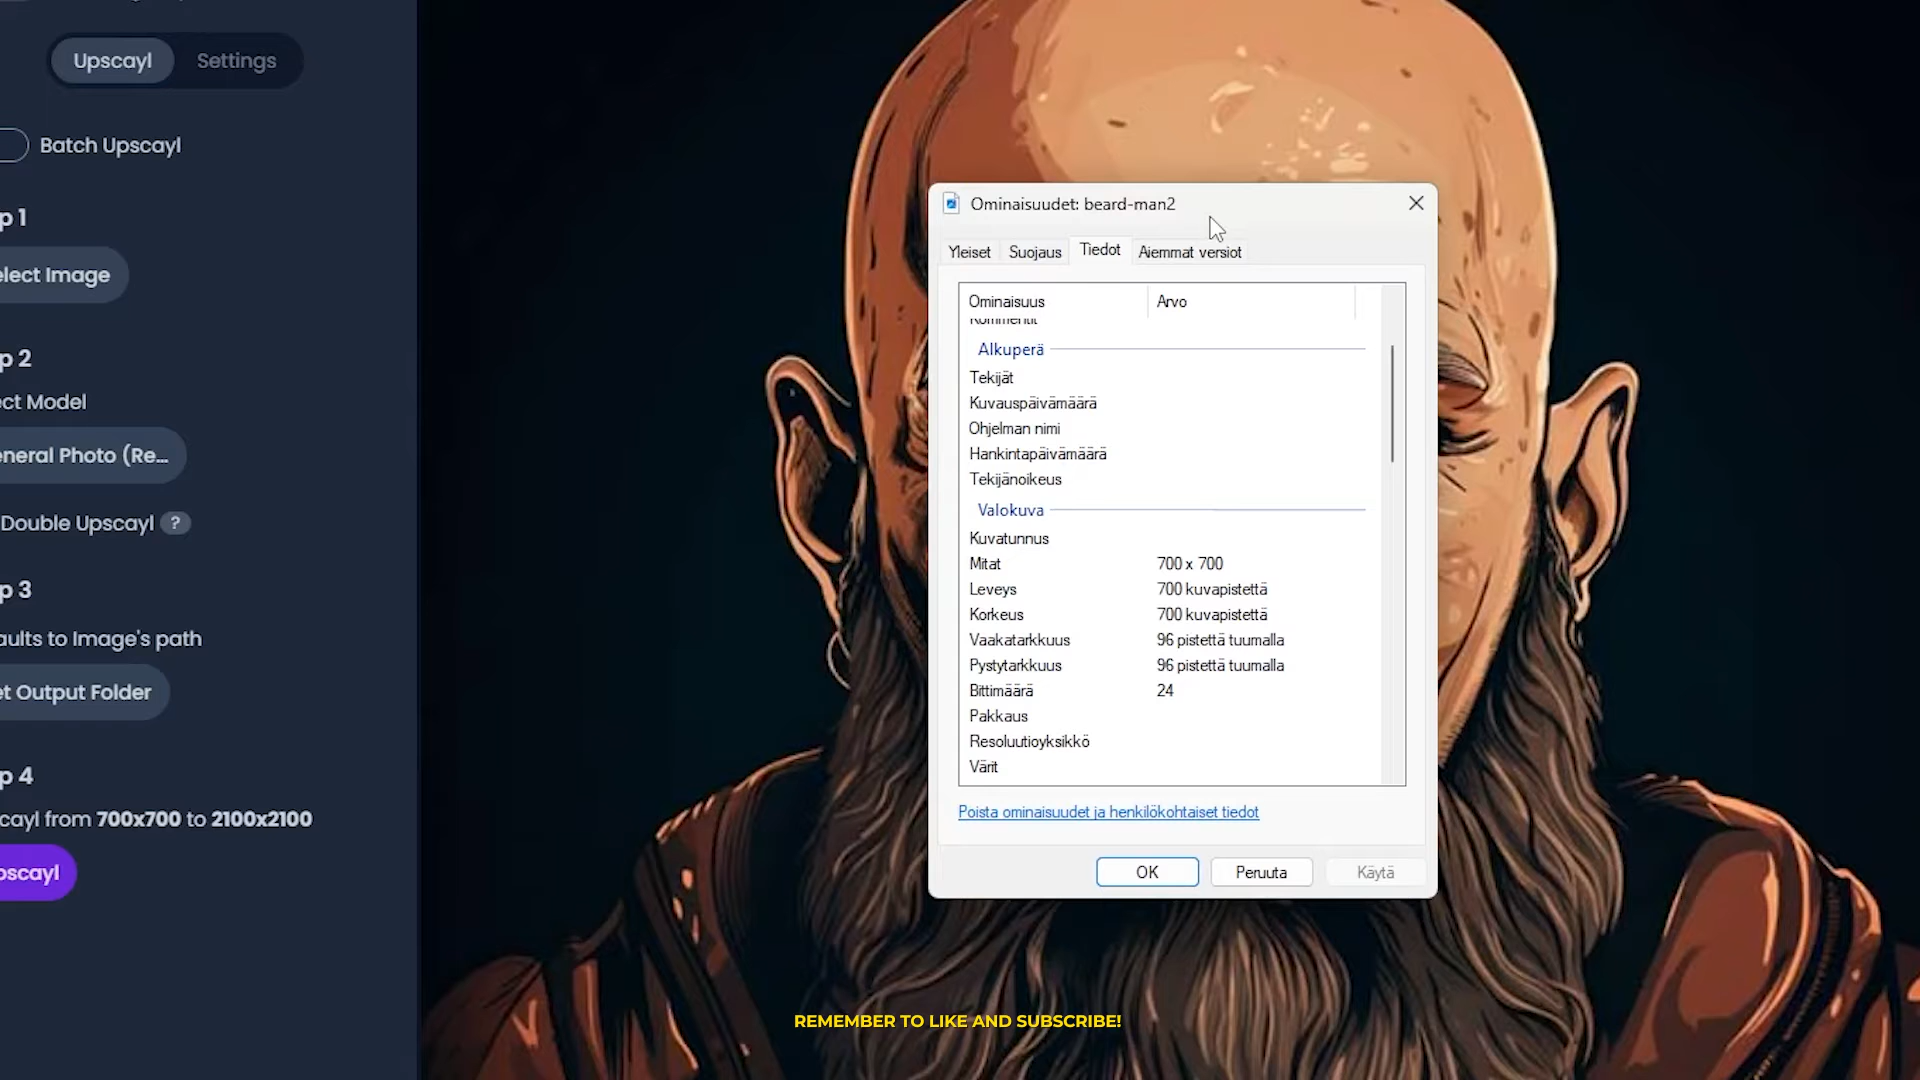 Upscayl
Settings
Batch Upscayl
p 1
elect Image
p 2
ct Model
eneral Photo (Re...
Double Upscayl ?
p 3
aults to Image's path
et Output Folder
p 4
cayl from 700x700 to 2100x2100
pscayl
Ominaisuudet: beard-man2
Yleiset
Suojaus
Tiedot
Aiemmat versiot
Ominaisuus Arvo
Kommentit
Alkuperä
Tekijät
Kuvauspäivämäärä
Ohjelman nimi
Hankintapäivämäärä
Tekijänoikeus
Valokuva
Kuvatunnus
Mitat 700 x 700
Leveys 700 kuvapistettä
Korkeus 700 kuvapistettä
Vaakatarkkuus 96 pistettä tuumalla
Pystytarkkuus 96 pistettä tuumalla
Bittimäärä 24
Pakkaus
Resoluutioyksikkö
Värit
Poista ominaisuudet ja henkilökohtaiset tiedot
OK
Peruuta
Käytä
REMEMBER TO LIKE AND SUBSCRIBE!